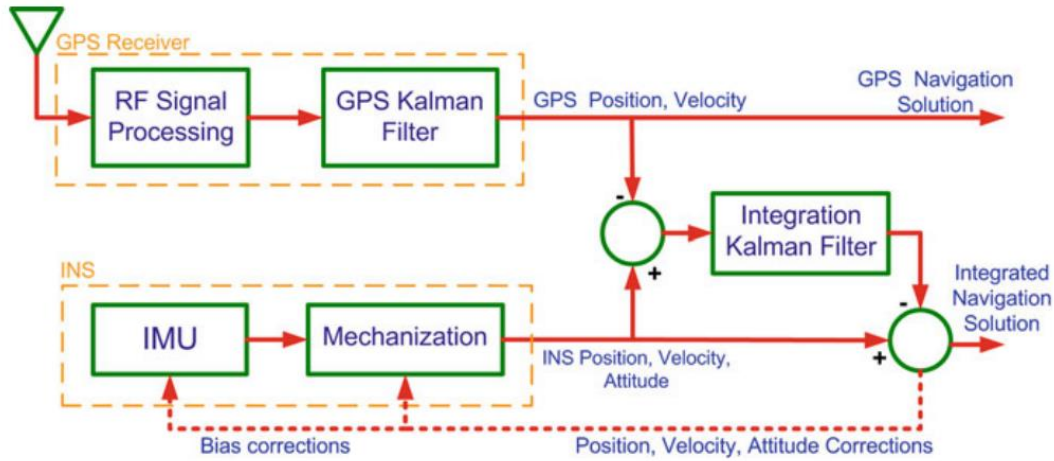 GPS Receiver
RF Signal
Processing
GPS Kalman
Filter
GPS Position, Velocity
GPS Navigation
Solution
-
+
Integration
Kalman Filter
-
+
Integrated
Navigation
Solution
INS
IMU
Mechanization
INS Position, Velocity,
Attitude
Bias corrections
Position, Velocity, Attitude Corrections